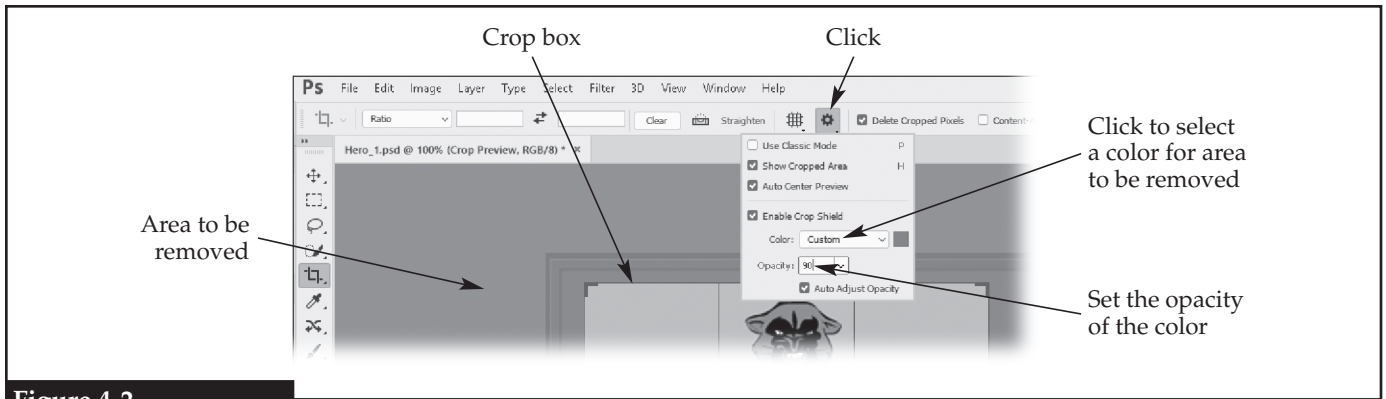 Crop box
Click
Ps File Edit Image Layer Type Select Filter 3D View Window Help
Ratio Clear Straighten Delete Cropped Pixels
Hero_1.psd @ 100% (Crop Preview, RGB/8) * ×
Use Classic Mode P
Show Cropped Area H
Auto Center Preview
Enable Crop Shield
Color: Custom
Opacity: 90
Auto Adjust Opacity
Click to select
a color for area
to be removed
Area to be
removed
Set the opacity
of the color